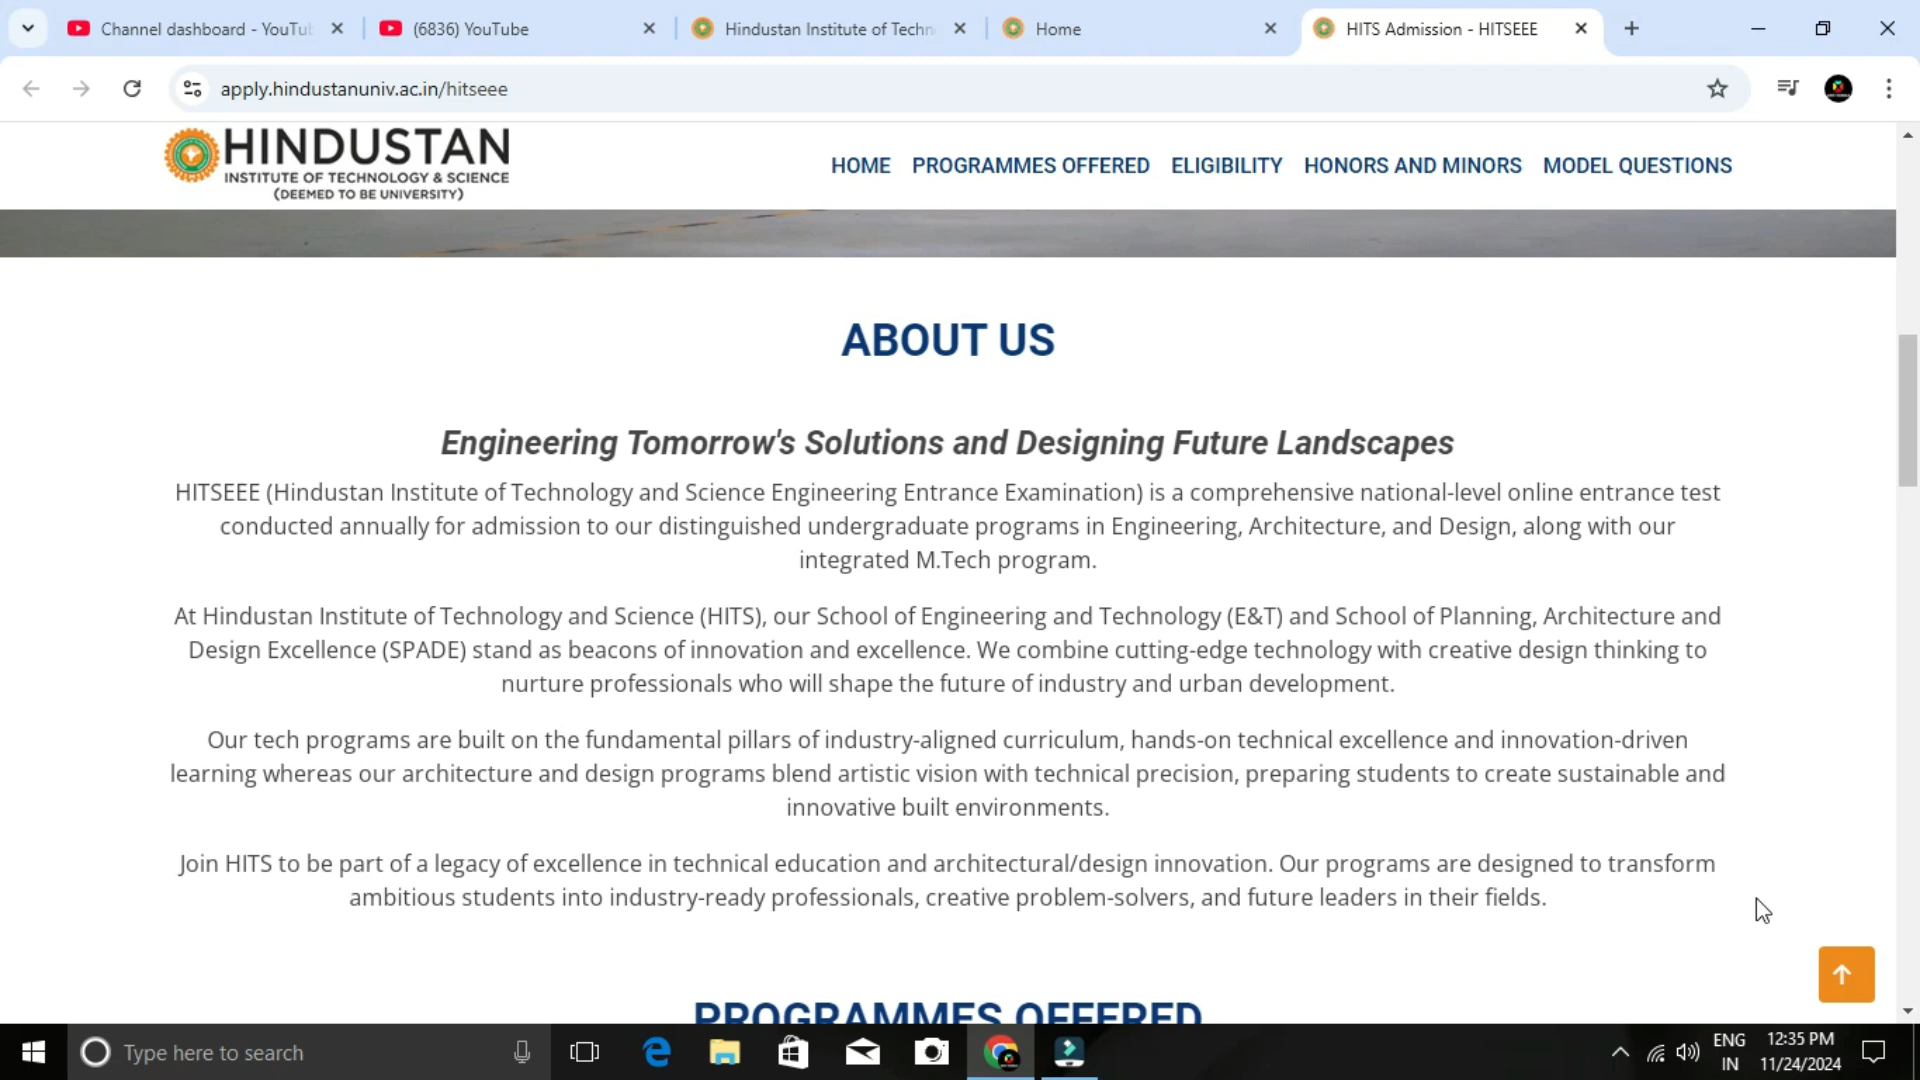 Channel dashboard - YouTu
(6836) YouTube
Hindustan Institute of Techn
Home
HITS Admission - HITSEEE
apply.hindustanuniv.ac.in/hitseee
HINDUSTAN
INSTITUTE OF TECHNOLOGY & SCIENCE
(DEEMED TO BE UNIVERSITY)
HOME PROGRAMMES OFFERED ELIGIBILITY HONORS AND MINORS MODEL QUESTIONS
ABOUT US
Engineering Tomorrow's Solutions and Designing Future Landscapes
HITSEEE (Hindustan Institute of Technology and Science Engineering Entrance Examination) is a comprehensive national-level online entrance test
conducted annually for admission to our distinguished undergraduate programs in Engineering, Architecture, and Design, along with our
integrated M.Tech program.
At Hindustan Institute of Technology and Science (HITS), our School of Engineering and Technology (E&T) and School of Planning, Architecture and
Design Excellence (SPADE) stand as beacons of innovation and excellence. We combine cutting-edge technology with creative design thinking to
nurture professionals who will shape the future of industry and urban development.
Our tech programs are built on the fundamental pillars of industry-aligned curriculum, hands-on technical excellence and innovation-driven
learning whereas our architecture and design programs blend artistic vision with technical precision, preparing students to create sustainable and
innovative built environments.
Join HITS to be part of a legacy of excellence in technical education and architectural/design innovation. Our programs are designed to transform
ambitious students into industry-ready professionals, creative problem-solvers, and future leaders in their fields.
PROGRAMMES OFFERED
Type here to search
ENG
IN
12:35 PM
11/24/2024